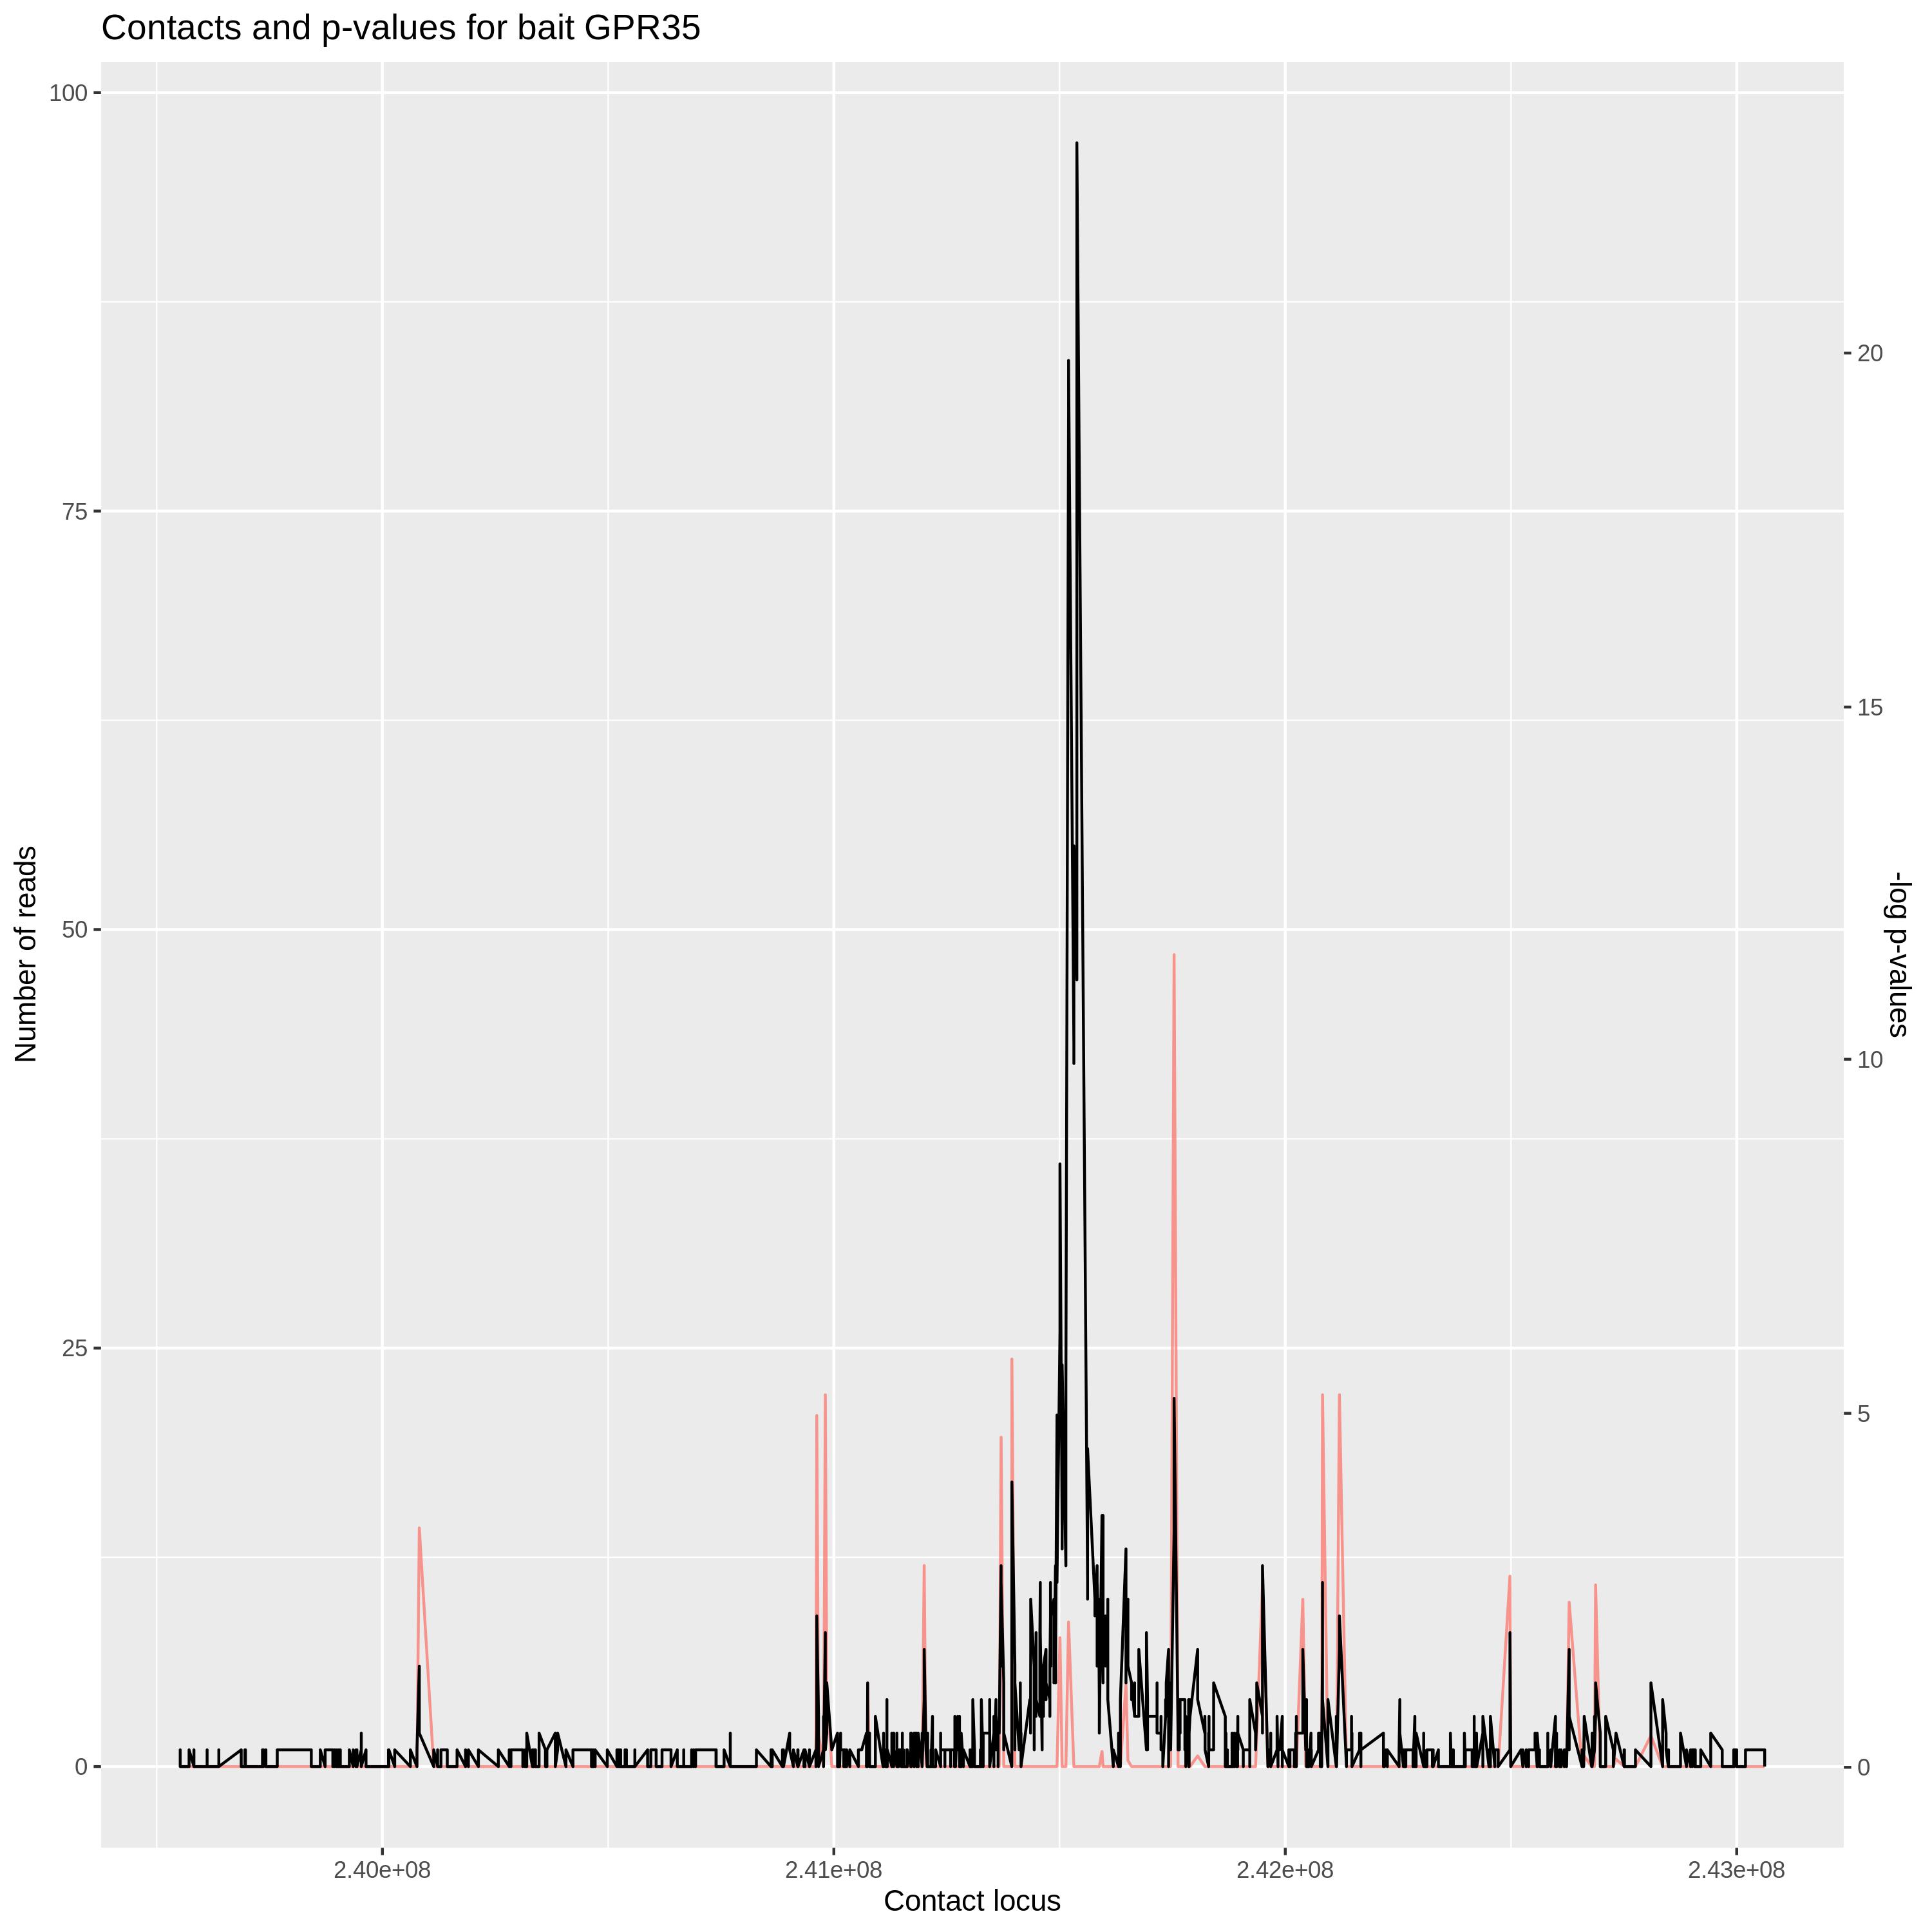 Contacts and p-values for bait GPR35
100
75
50
25
0
Number of reads
20
15
10
5
0
-log p-values
2.40e+08
2.41e+08
2.42e+08
2.43e+08
Contact locus